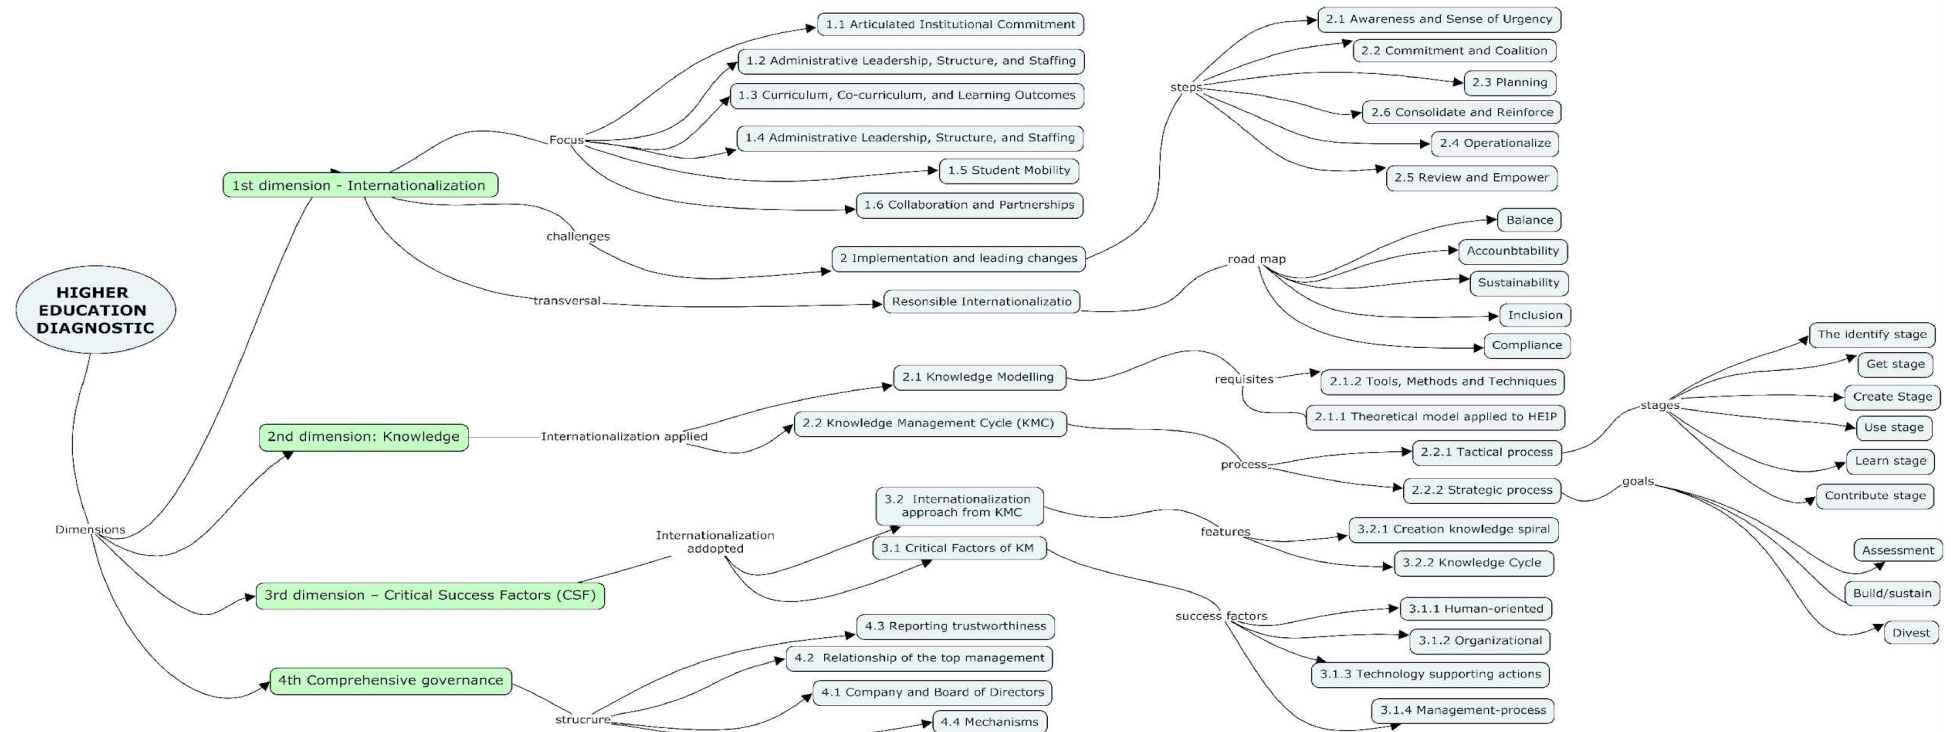 HIGHER
EDUCATION
DIAGNOSTIC
Dimensions
1st dimension - Internationalization
Focus
1.1 Articulated Institutional Commitment
1.2 Administrative Leadership, Structure, and Staffing
1.3 Curriculum, Co-curriculum, and Learning Outcomes
1.4 Administrative Leadership, Structure, and Staffing
1.5 Student Mobility
1.6 Collaboration and Partnerships
challenges
2 Implementation and leading changes
steps
2.1 Awareness and Sense of Urgency
2.2 Commitment and Coalition
2.3 Planning
2.6 Consolidate and Reinforce
2.4 Operationalize
2.5 Review and Empower
transversal
Resonsible Internationalizatio
road map
Balance
Accounbtability
Sustainability
Inclusion
Compliance
2nd dimension: Knowledge
Internationalization applied
2.1 Knowledge Modelling
requisites
2.1.2 Tools, Methods and Techniques
2.1.1 Theoretical model applied to HEIP
2.2 Knowledge Management Cycle (KMC)
process
2.2.1 Tactical process
stages
The identify stage
Get stage
Create Stage
Use stage
Learn stage
Contribute stage
2.2.2 Strategic process
goals
Assessment
Build/sustain
Divest
3rd dimension – Critical Success Factors (CSF)
Internationalization
addopted
3.2 Internationalization
approach from KMC
features
3.2.1 Creation knowledge spiral
3.2.2 Knowledge Cycle
3.1 Critical Factors of KM
success factors
3.1.1 Human-oriented
3.1.2 Organizational
3.1.3 Technology supporting actions
3.1.4 Management-process
4th Comprehensive governance
strucrure
4.3 Reporting trustworthiness
4.2 Relationship of the top management
4.1 Company and Board of Directors
4.4 Mechanisms